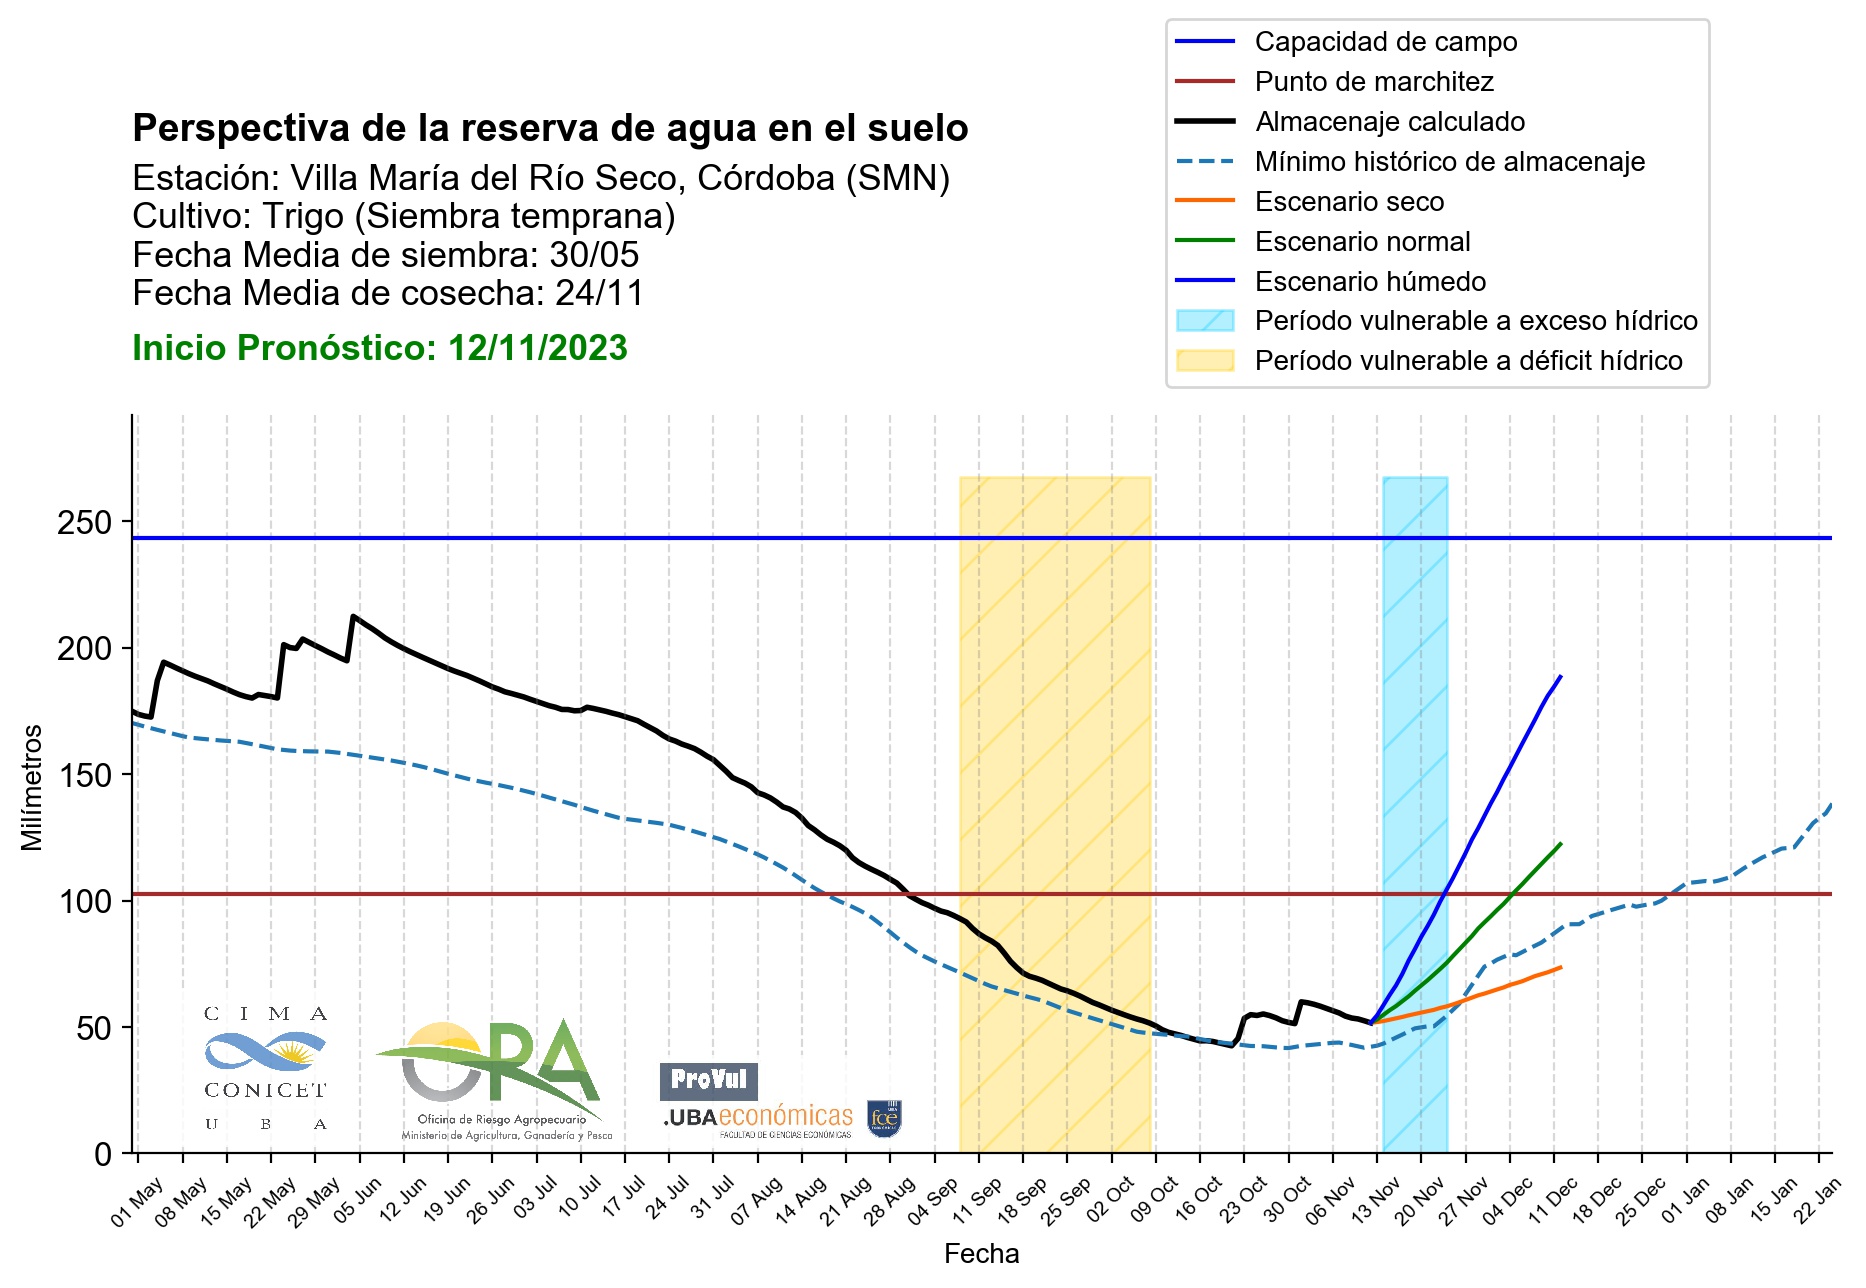 Capacidad de campo
Punto de marchitez
Almacenaje calculado
Mínimo histórico de almacenaje
Escenario seco
Escenario normal
Escenario húmedo
Período vulnerable a exceso hídrico
Período vulnerable a déficit hídrico
Perspectiva de la reserva de agua en el suelo
Estación: Villa María del Río Seco, Córdoba (SMN)
Cultivo: Trigo (Siembra temprana)
Fecha Media de siembra: 30/05
Fecha Media de cosecha: 24/11
Inicio Pronóstico: 12/11/2023
250
200
150
100
50
0
Milímetros
C I M A
CONICET
U B A
ORA
Oficina de Riesgo Agropecuario
Ministerio de Agricultura, Ganadería y Pesca
ProVul
.UBAeconómicas
FACULTAD DE CIENCIAS ECONÓMICAS
fce
01 May 08 May 15 May 22 May 29 May 05 Jun 12 Jun 19 Jun 26 Jun 03 Jul 10 Jul 17 Jul 24 Jul 31 Jul 07 Aug 14 Aug 21 Aug 28 Aug 04 Sep 11 Sep 18 Sep 25 Sep 02 Oct 09 Oct 16 Oct 23 Oct 30 Oct 06 Nov 13 Nov 20 Nov 27 Nov 04 Dec 11 Dec 18 Dec 25 Dec 01 Jan 08 Jan 15 Jan 22 Jan
Fecha